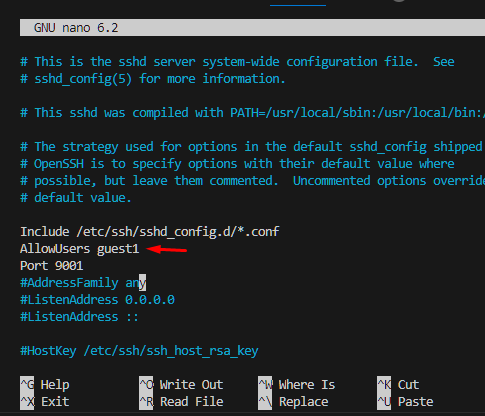 GNU nano 6.2
# This is the sshd server system-wide configuration file.  See
# sshd_config(5) for more information.
# This sshd was compiled with PATH=/usr/local/sbin:/usr/local/bin:/
# The strategy used for options in the default sshd_config shipped
# OpenSSH is to specify options with their default value where
# possible, but leave them commented.  Uncommented options override
# default value.
Include /etc/ssh/sshd_config.d/*.conf
AllowUsers guest1
Port 9001
#AddressFamily any
#ListenAddress 0.0.0.0
#ListenAddress ::
#HostKey /etc/ssh/ssh_host_rsa_key
^G Help ^O Write Out ^W Where Is ^K Cut
^X Exit ^R Read File ^\ Replace ^U Paste